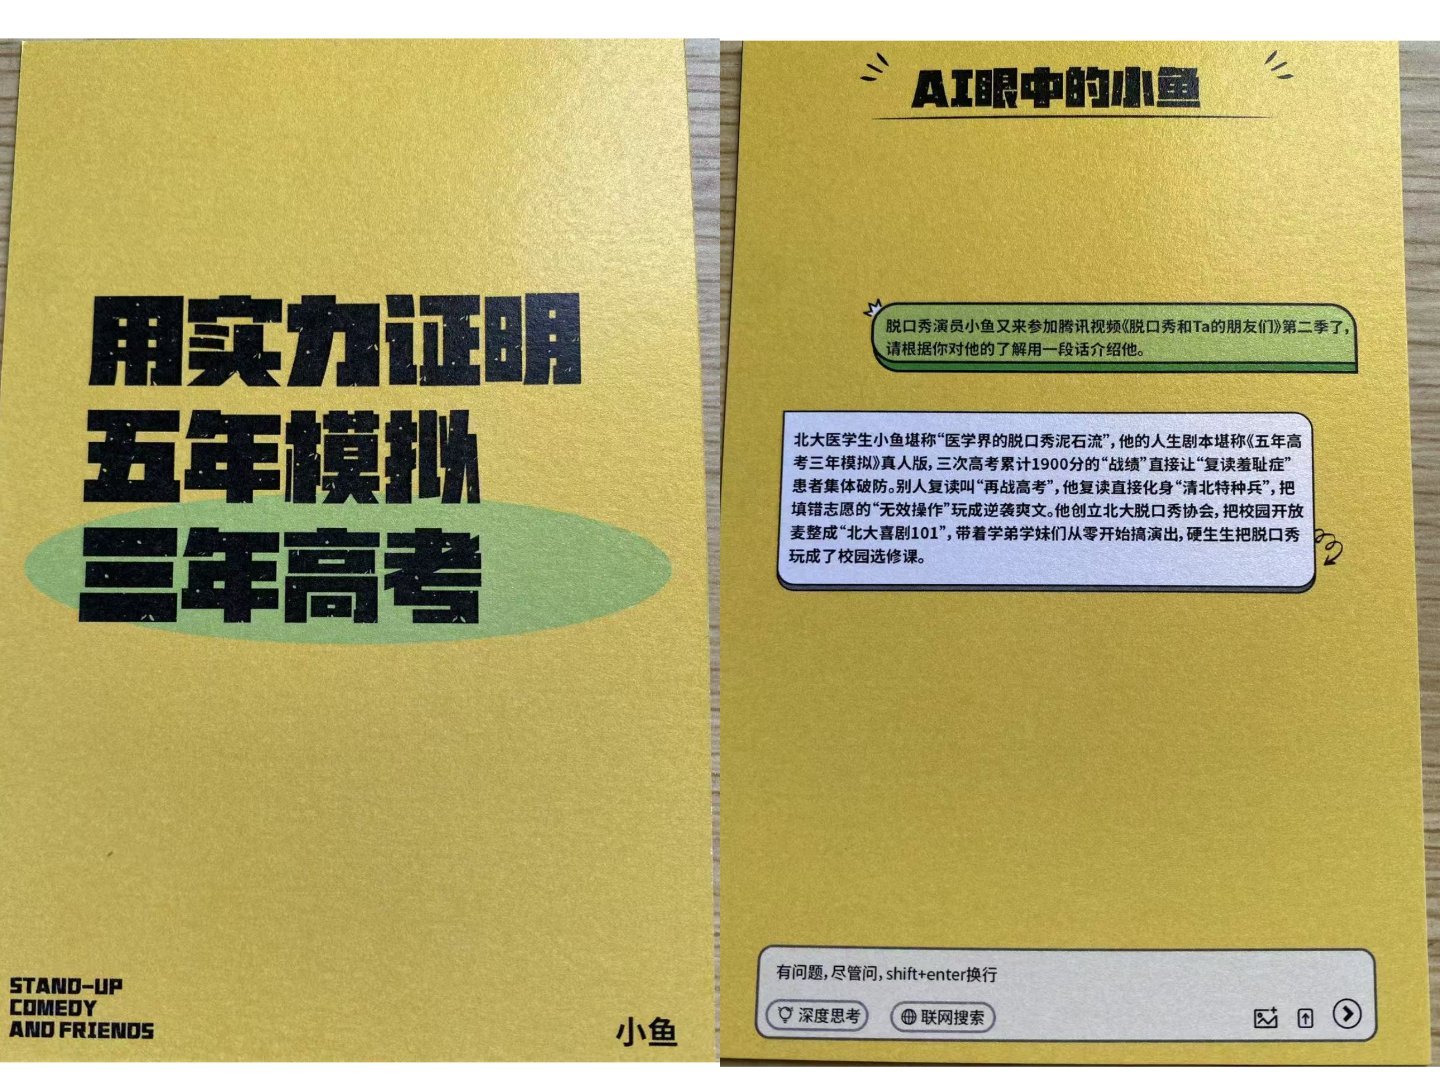 用实力证明
五年模拟
三年高考
STAND-UP
COMEDY
AND FRIENDS
小鱼
AI眼中的小鱼
脱口秀演员小鱼又来参加腾讯视频《脱口秀和Ta的朋友们》第二季了，
请根据你对他的了解用一段话介绍他。
北大医学生小鱼堪称“医学界的脱口秀泥石流”，他的人生剧本堪称《五年高
考三年模拟》真人版，三次高考累计1900分的“战绩”直接让“复读羞耻症”
患者集体破防。别人复读叫“再战高考”，他复读直接化身“清北特种兵”，把
填错志愿的“无效操作”玩成逆袭爽文。他创立北大脱口秀协会，把校园开放
麦整成“北大喜剧101”，带着学弟学妹们从零开始搞演出，硬生生把脱口秀
玩成了校园选修课。
有问题，尽管问，shift+enter换行
深度思考 联网搜索